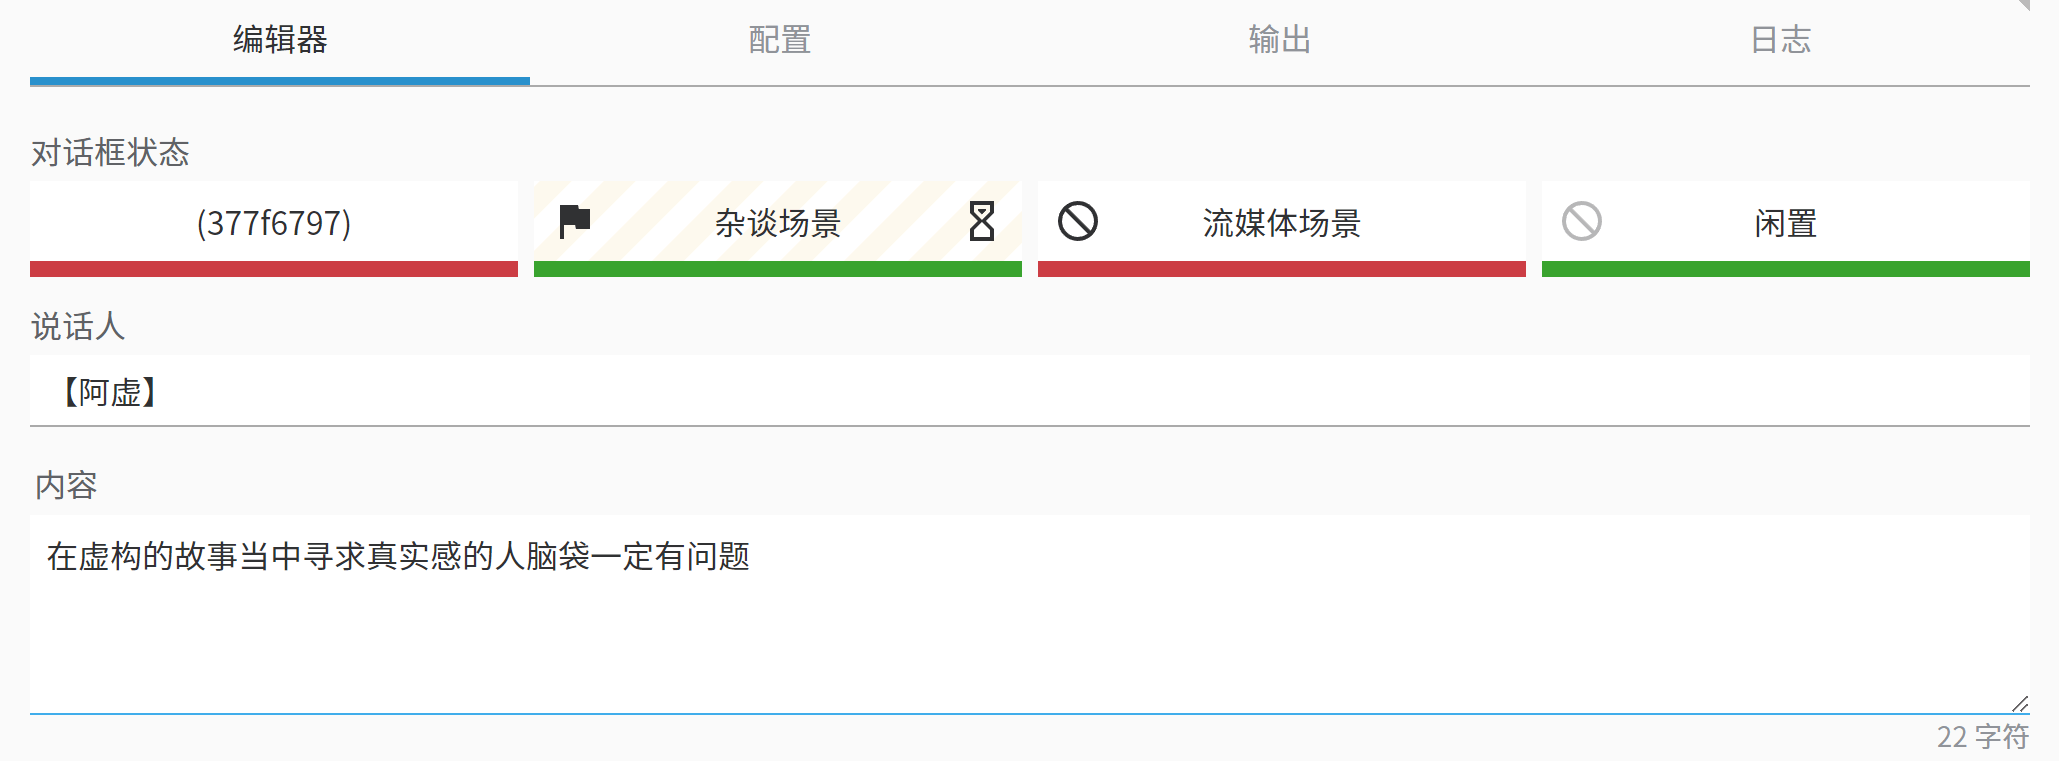 编辑器 配置 输出 日志
对话框状态
(377f6797) 杂谈场景 流媒体场景 闲置
说话人
【阿虚】
内容
在虚构的故事当中寻求真实感的人脑袋一定有问题
22 字符